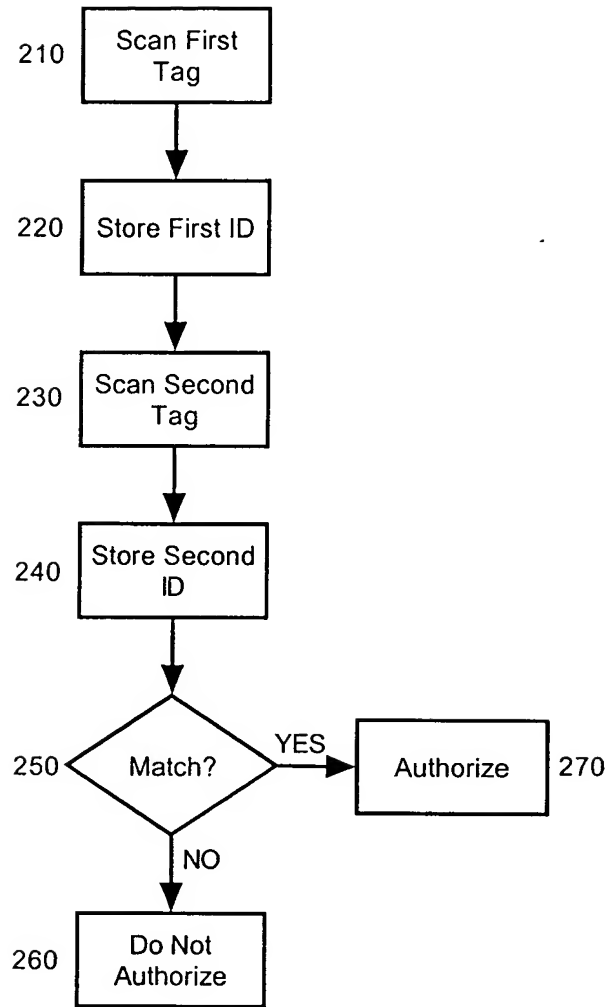 210
Scan First
Tag
220
Store First ID
230
Scan Second
Tag
240
Store Second
ID
250
Match?
YES
Authorize
270
NO
260
Do Not
Authorize